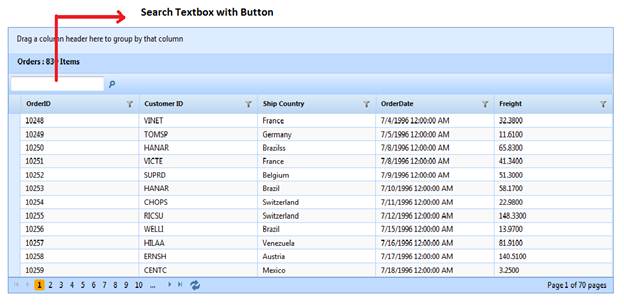 Search Textbox with Button
Drag a column header here to group by that column
Orders : 830 Items
OrderID Customer ID Ship Country OrderDate Freight
10248 VINET France 7/4/1996 12:00:00 AM 32.3800
10249 TOMSP Germany 7/5/1996 12:00:00 AM 11.6100
10250 HANAR Brazilss 7/8/1996 12:00:00 AM 65.8300
10251 VICTE France 7/8/1996 12:00:00 AM 41.3400
10252 SUPRD Belgium 7/9/1996 12:00:00 AM 51.3000
10253 HANAR Brazil 7/10/1996 12:00:00 AM 58.1700
10254 CHOPS Switzerland 7/11/1996 12:00:00 AM 22.9800
10255 RICSU Switzerland 7/12/1996 12:00:00 AM 148.3300
10256 WELLI Brazil 7/15/1996 12:00:00 AM 13.9700
10257 HILAA Venezuela 7/16/1996 12:00:00 AM 81.9100
10258 ERNSH Austria 7/17/1996 12:00:00 AM 140.5100
10259 CENTC Mexico 7/18/1996 12:00:00 AM 3.2500
1 2 3 4 5 6 7 8 9 10 ... Page 1 of 70 pages